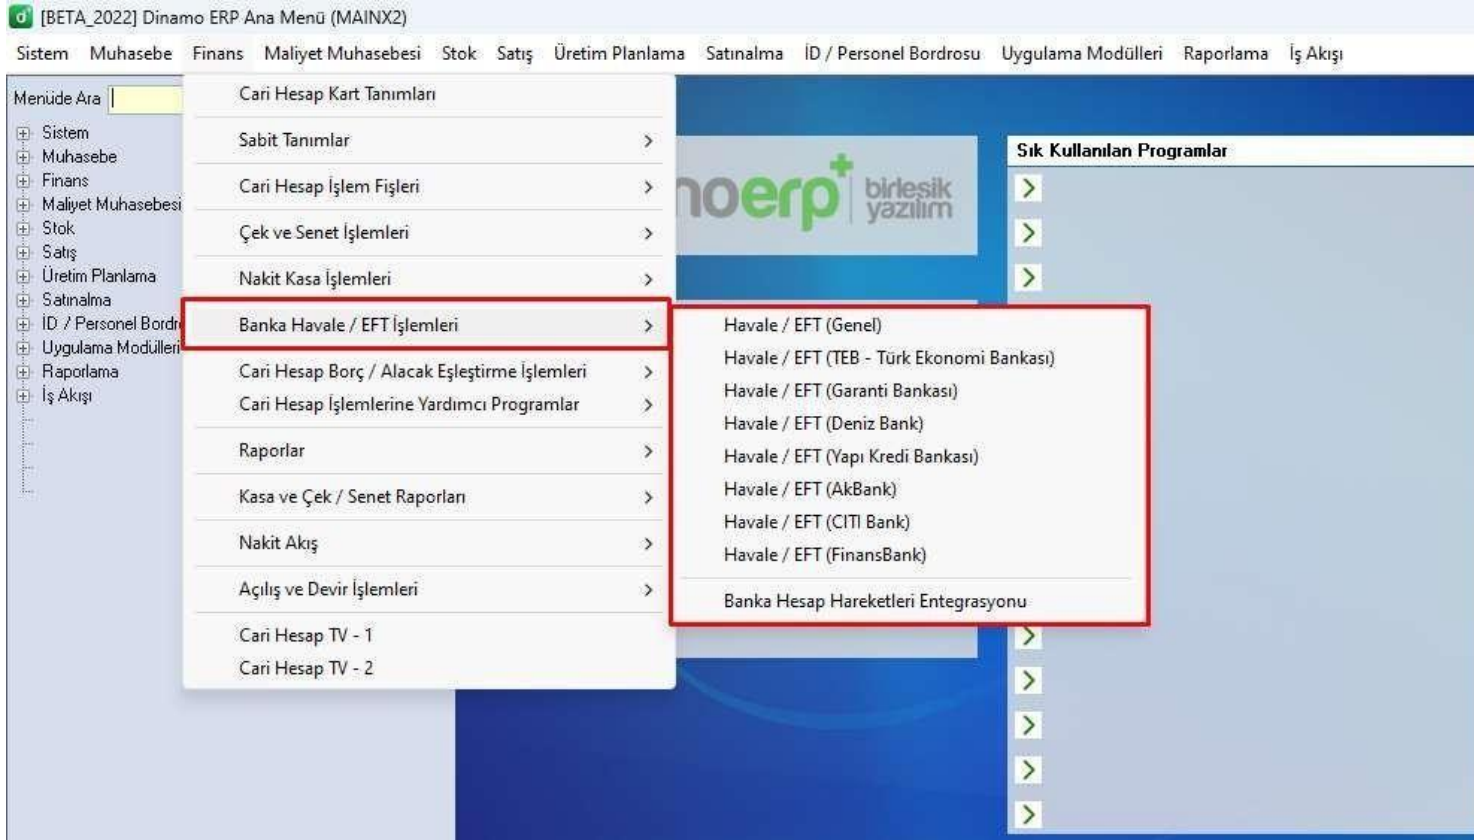 [BETA_2022] Dinamo ERP Ana Menü (MAINX2)
Sistem Muhasebe Finans Maliyet Muhasebesi Stok Satış Üretim Planlama Satınalma İD / Personel Bordrosu Uygulama Modülleri Raporlama İş Akışı
Menüde Ara
Sistem
Muhasebe
Finans
Maliyet Muhasebesi
Stok
Satış
Üretim Planlama
Satınalma
İD / Personel Bordr
Uygulama Modülleri
Raporlama
İş Akışı
Cari Hesap Kart Tanımları
Sabit Tanımlar
Cari Hesap İşlem Fişleri
Çek ve Senet İşlemleri
Nakit Kasa İşlemleri
Banka Havale / EFT İşlemleri
Cari Hesap Borç / Alacak Eşleştirme İşlemleri
Cari Hesap İşlemlerine Yardımcı Programlar
Raporlar
Kasa ve Çek / Senet Raporları
Nakit Akış
Açılış ve Devir İşlemleri
Cari Hesap TV - 1
Cari Hesap TV - 2
Havale / EFT (Genel)
Havale / EFT (TEB - Türk Ekonomi Bankası)
Havale / EFT (Garanti Bankası)
Havale / EFT (Deniz Bank)
Havale / EFT (Yapı Kredi Bankası)
Havale / EFT (AkBank)
Havale / EFT (CITI Bank)
Havale / EFT (FinansBank)
Banka Hesap Hareketleri Entegrasyonu
noerp+ birleşik
yazılım
Sık Kullanılan Programlar